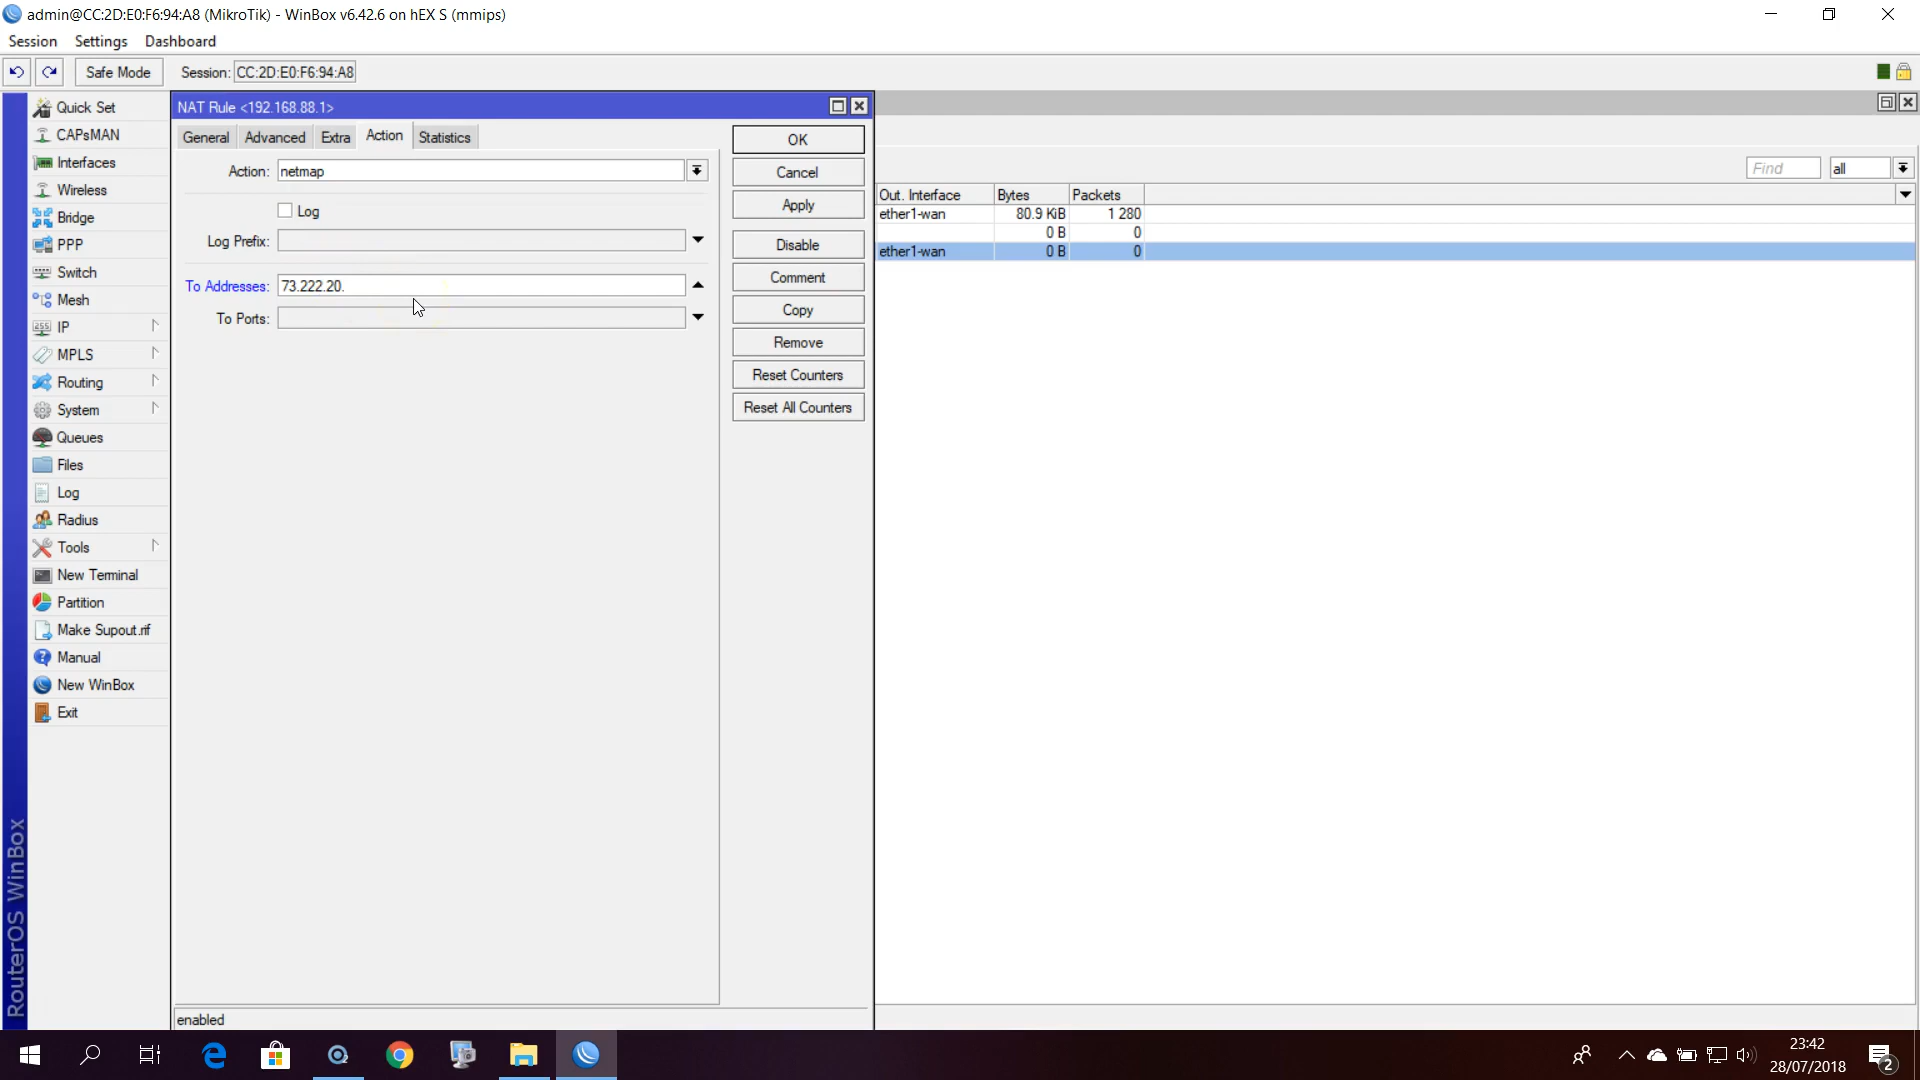 admin@CC:2D:E0:F6:94:A8 (MikroTik) - WinBox v6.42.6 on hEX S (mmips)
Session Settings Dashboard
Safe Mode Session: CC:2D:E0:F6:94:A8
Quick Set
CAPsMAN
Interfaces
Wireless
Bridge
PPP
Switch
Mesh
255 IP
MPLS
Routing
System
Queues
Files
Log
Radius
Tools
New Terminal
Partition
Make Supout.rif
Manual
New WinBox
Exit
RouterOS WinBox
NAT Rule <192.168.88.1>
General Advanced Extra Action Statistics
Action: netmap
Log
Log Prefix:
To Addresses: 73.222.20.
To Ports:
OK
Cancel
Apply
Disable
Comment
Copy
Remove
Reset Counters
Reset All Counters
enabled
Find all
Out. Interface Bytes Packets
ether1-wan 80.9 KiB 1 280
0 B 0
ether1-wan 0 B 0
23:42
28/07/2018
2